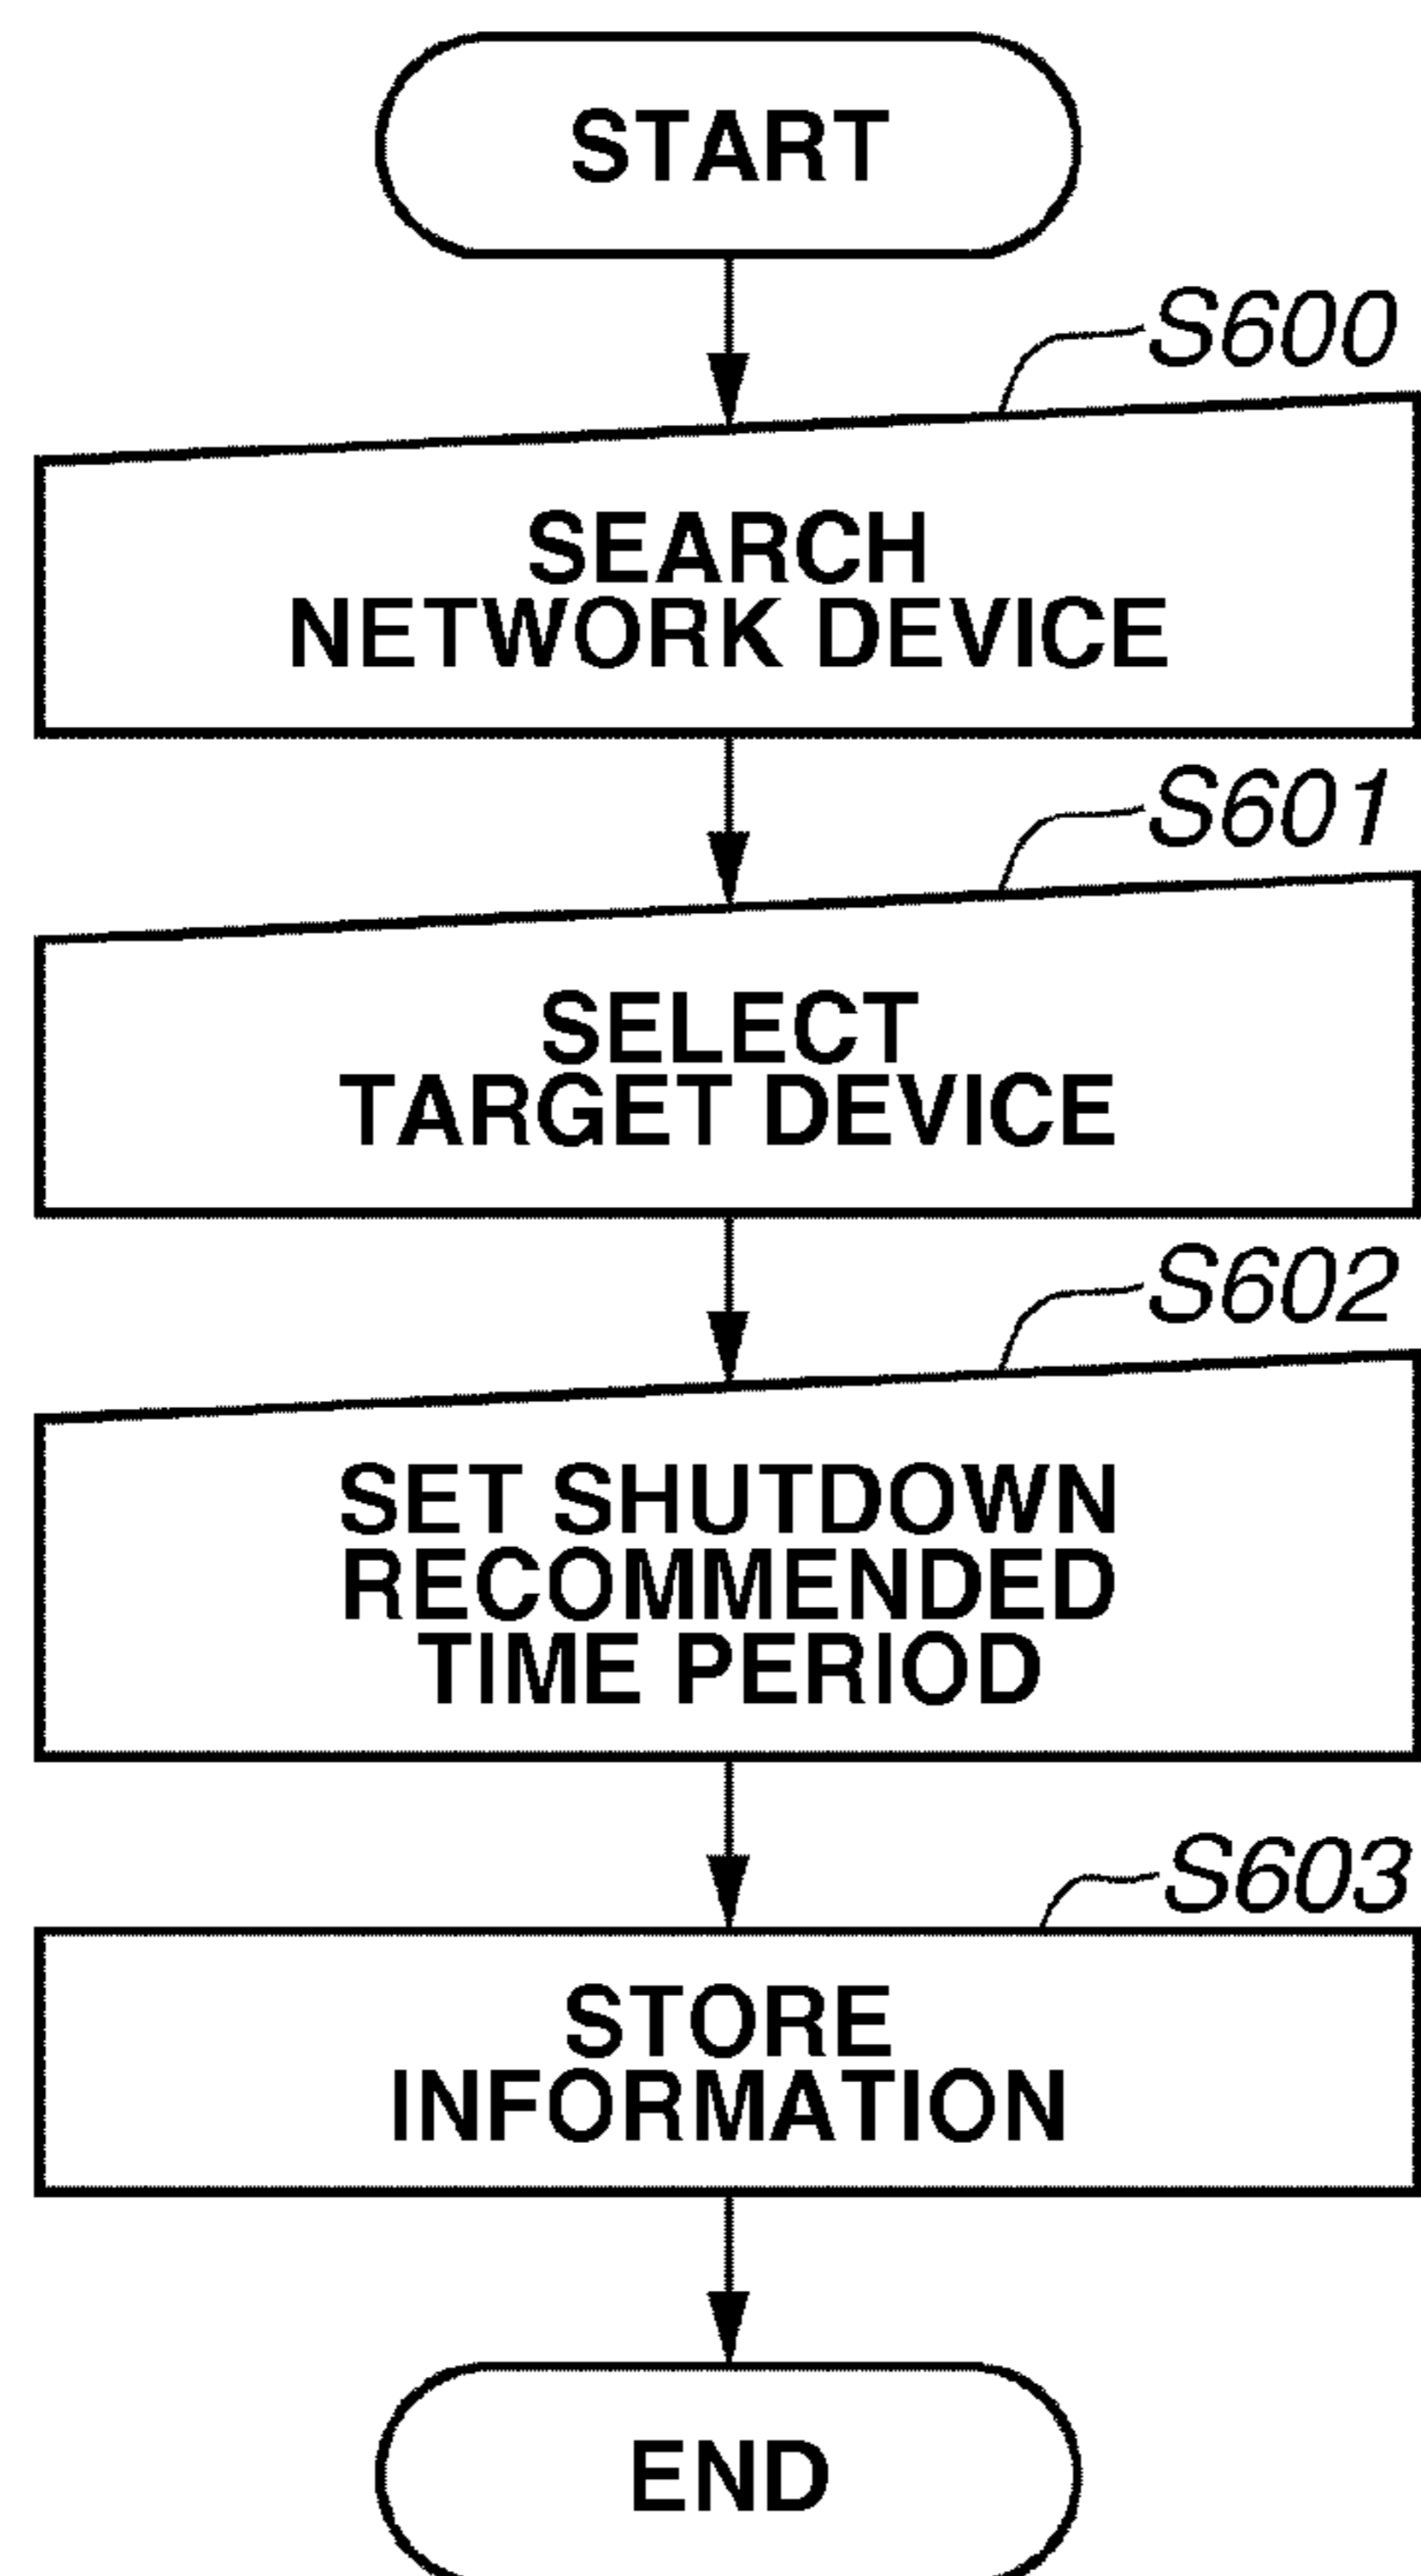 START
S600
SEARCH
NETWORK DEVICE
S601
SELECT
TARGET DEVICE
S602
SET SHUTDOWN
RECOMMENDED
TIME PERIOD
S603
STORE
INFORMATION
END